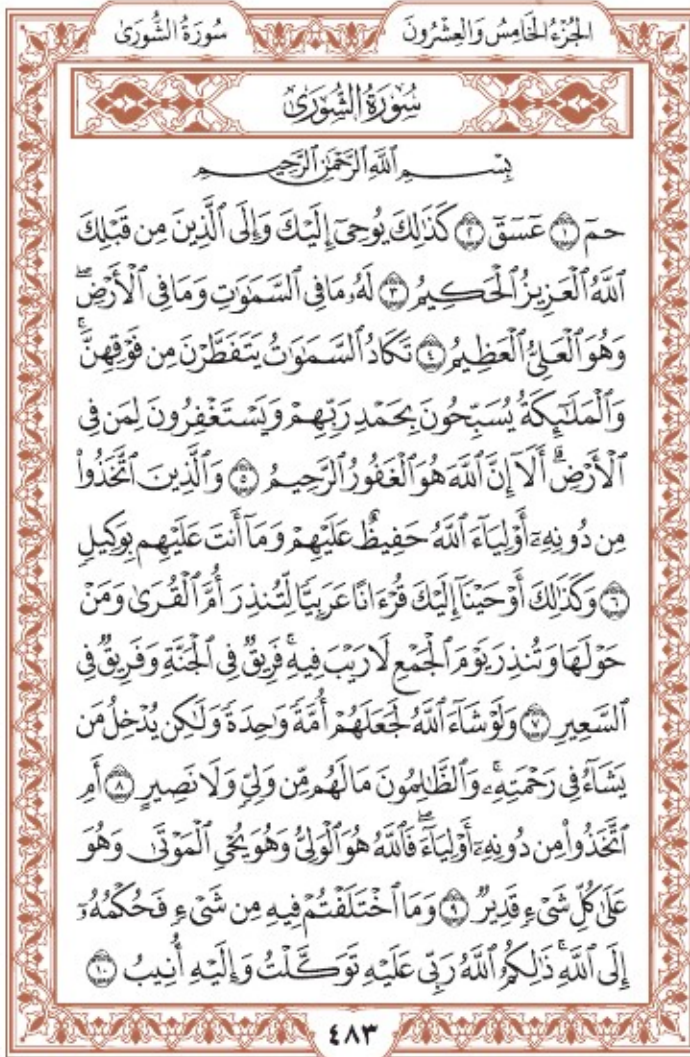 الجُزْءُ الخَامِسُ وَالعِشْرُونَ سُورَةُ الشُّورَىٰ
سُورَةُ الشُّورَىٰ
بِسْمِ ٱللَّهِ ٱلرَّحْمَٰنِ ٱلرَّحِيمِ
حمٓ ١ عٓسٓقٓ ٢ كَذَٰلِكَ يُوحِىٓ إِلَيْكَ وَإِلَى ٱلَّذِينَ مِن قَبْلِكَ
ٱللَّهُ ٱلْعَزِيزُ ٱلْحَكِيمُ ٣ لَهُۥ مَا فِى ٱلسَّمَٰوَٰتِ وَمَا فِى ٱلْأَرْضِۖ
وَهُوَ ٱلْعَلِىُّ ٱلْعَظِيمُ ٤ تَكَادُ ٱلسَّمَٰوَٰتُ يَتَفَطَّرْنَ مِن فَوْقِهِنَّۚ
وَٱلْمَلَٰٓئِكَةُ يُسَبِّحُونَ بِحَمْدِ رَبِّهِمْ وَيَسْتَغْفِرُونَ لِمَن فِى
ٱلْأَرْضِۗ أَلَآ إِنَّ ٱللَّهَ هُوَ ٱلْغَفُورُ ٱلرَّحِيمُ ٥ وَٱلَّذِينَ ٱتَّخَذُوا۟
مِن دُونِهِۦٓ أَوْلِيَآءَ ٱللَّهُ حَفِيظٌ عَلَيْهِمْ وَمَآ أَنتَ عَلَيْهِم بِوَكِيلٍ
٦ وَكَذَٰلِكَ أَوْحَيْنَآ إِلَيْكَ قُرْءَانًا عَرَبِيًّا لِّتُنذِرَ أُمَّ ٱلْقُرَىٰ وَمَنْ
حَوْلَهَا وَتُنذِرَ يَوْمَ ٱلْجَمْعِ لَا رَيْبَ فِيهِۚ فَرِيقٌ فِى ٱلْجَنَّةِ وَفَرِيقٌ فِى
ٱلسَّعِيرِ ٧ وَلَوْ شَآءَ ٱللَّهُ لَجَعَلَهُمْ أُمَّةً وَٰحِدَةً وَلَٰكِن يُدْخِلُ مَن
يَشَآءُ فِى رَحْمَتِهِۦۚ وَٱلظَّٰلِمُونَ مَا لَهُم مِّن وَلِىٍّ وَلَا نَصِيرٍ ٨ أَمِ
ٱتَّخَذُوا۟ مِن دُونِهِۦٓ أَوْلِيَآءَۖ فَٱللَّهُ هُوَ ٱلْوَلِىُّ وَهُوَ يُحْىِ ٱلْمَوْتَىٰ وَهُوَ
عَلَىٰ كُلِّ شَىْءٍ قَدِيرٌ ٩ وَمَا ٱخْتَلَفْتُمْ فِيهِ مِن شَىْءٍ فَحُكْمُهُۥٓ
إِلَى ٱللَّهِۚ ذَٰلِكُمُ ٱللَّهُ رَبِّى عَلَيْهِ تَوَكَّلْتُ وَإِلَيْهِ أُنِيبُ ١٠
٤٨٣